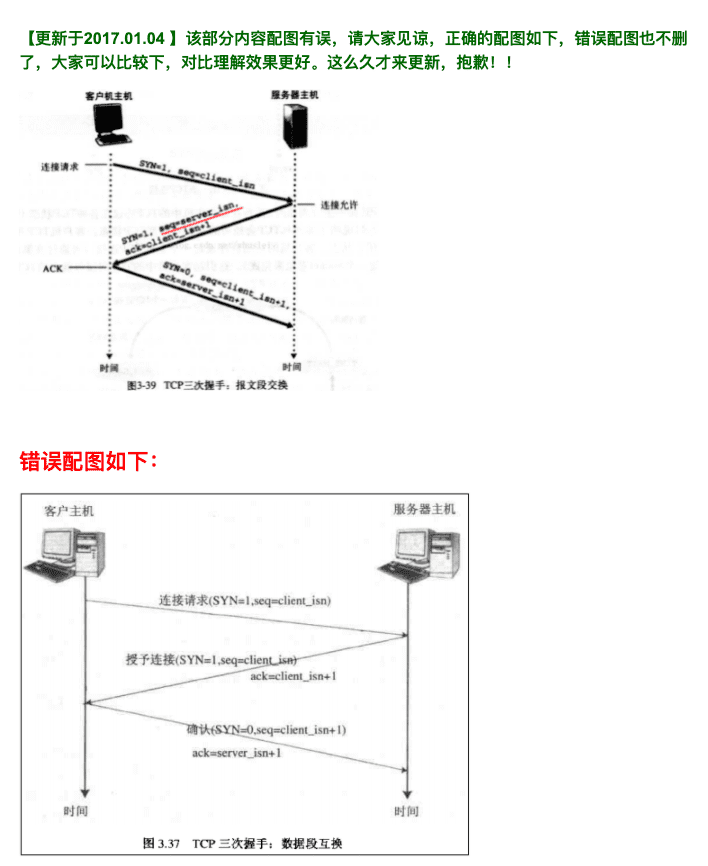 【更新于2017.01.04 】该部分内容配图有误，请大家见谅，正确的配图如下，错误配图也不删
了，大家可以比较下，对比理解效果更好。这么久才来更新，抱歉！！
客户机主机
服务器主机
连接请求
SYN=1, seq=client_isn
连接允许
SYN=1, seq=server_isn,
ack=client_isn+1
ACK
SYN=0, seq=client_isn+1,
ack=server_isn+1
时间
时间
图3-39 TCP三次握手：报文段交换
错误配图如下：
客户主机
服务器主机
连接请求(SYN=1,seq=client_isn)
授予连接(SYN=1,seq=client_isn)
ack=client_isn+1
确认(SYN=0,seq=client_isn+1)
ack=server_isn+1
时间
时间
图 3.37 TCP 三次握手：数据段互换